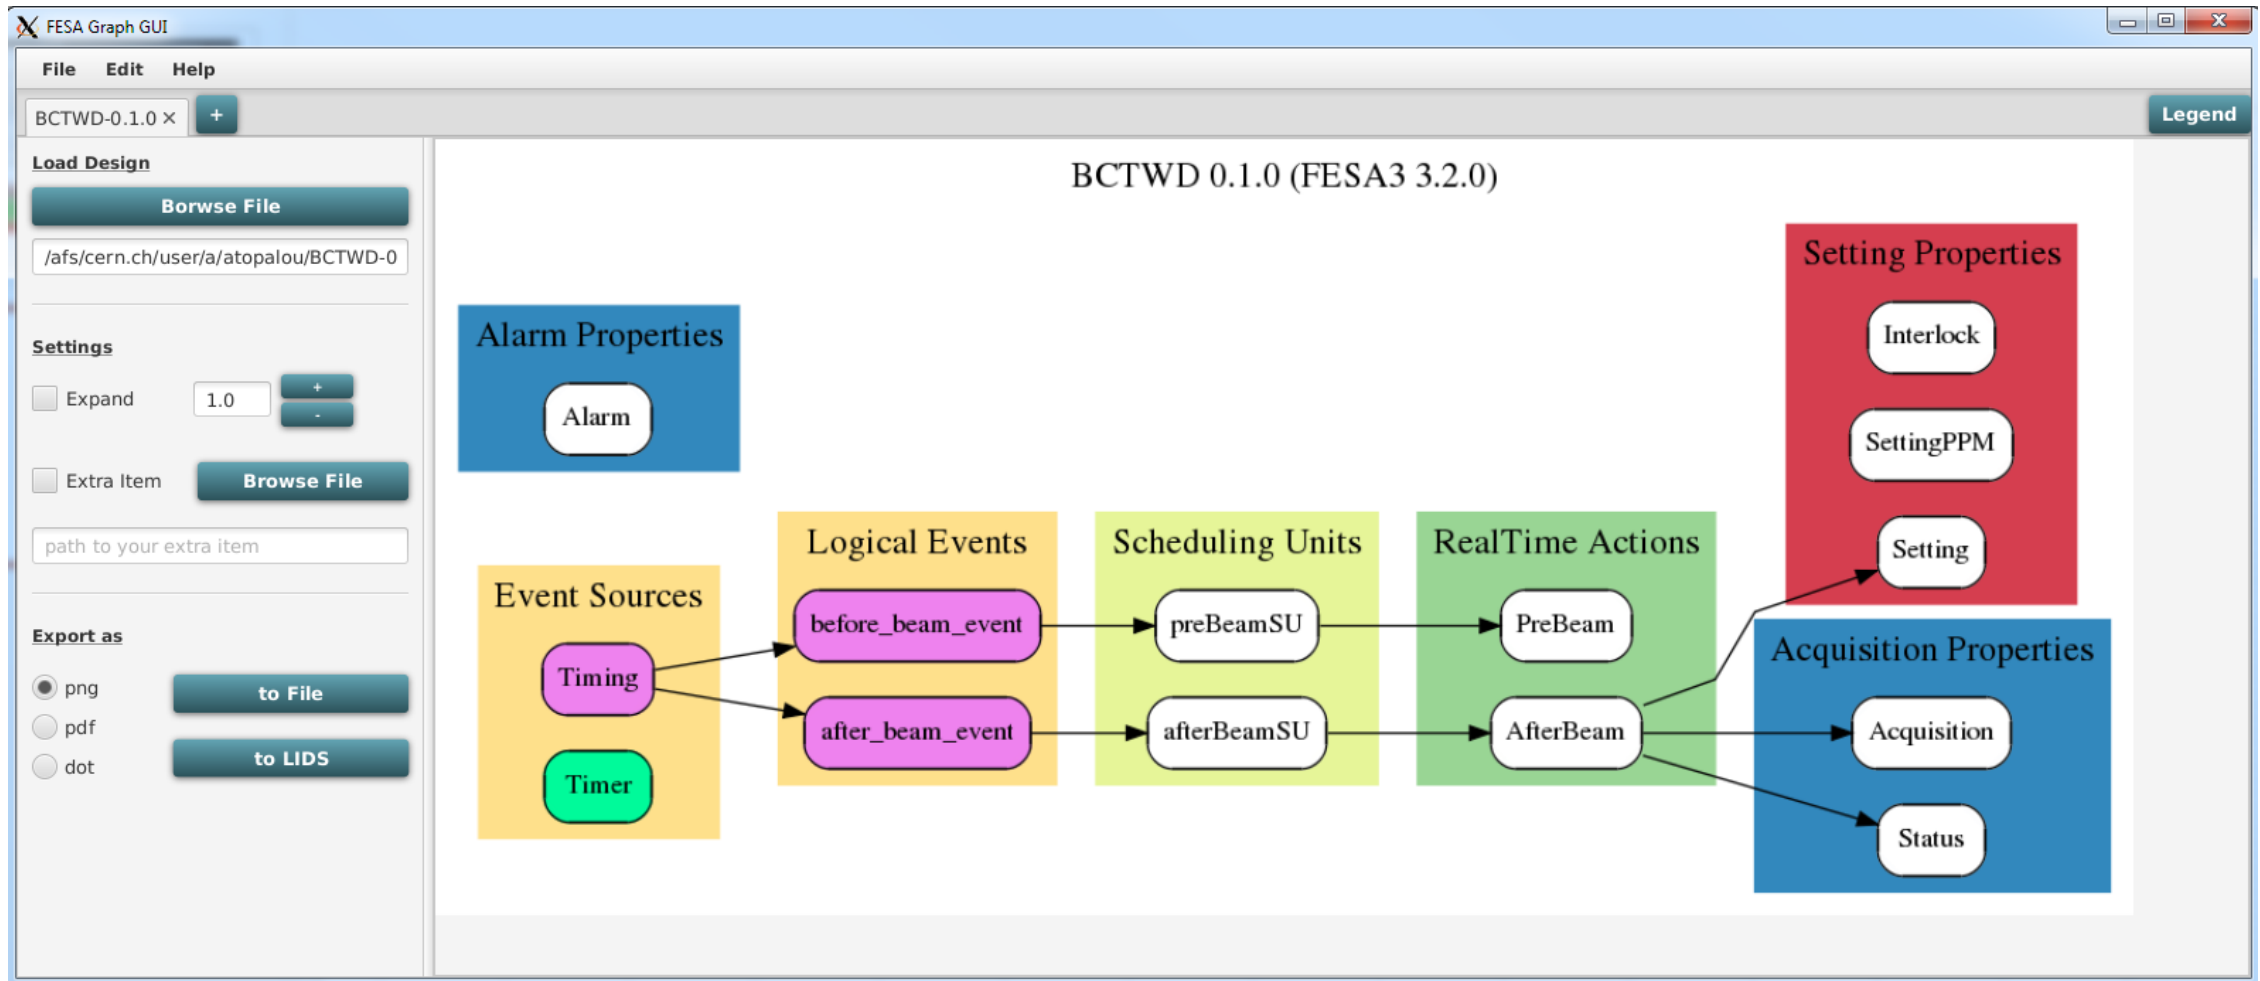 FESA Graph GUI
File Edit Help
BCTWD-0.1.0 ×
+
Legend
Load Design
Borwse File
/afs/cern.ch/user/a/atopalou/BCTWD-0
Settings
Expand 1.0
+
-
Extra Item Browse File
path to your extra item
Export as
png
pdf
dot
to File
to LIDS
BCTWD 0.1.0 (FESA3 3.2.0)
Alarm Properties
Alarm
Event Sources
Timing
Timer
Logical Events
before_beam_event
after_beam_event
Scheduling Units
preBeamSU
afterBeamSU
RealTime Actions
PreBeam
AfterBeam
Setting Properties
Interlock
SettingPPM
Setting
Acquisition Properties
Acquisition
Status